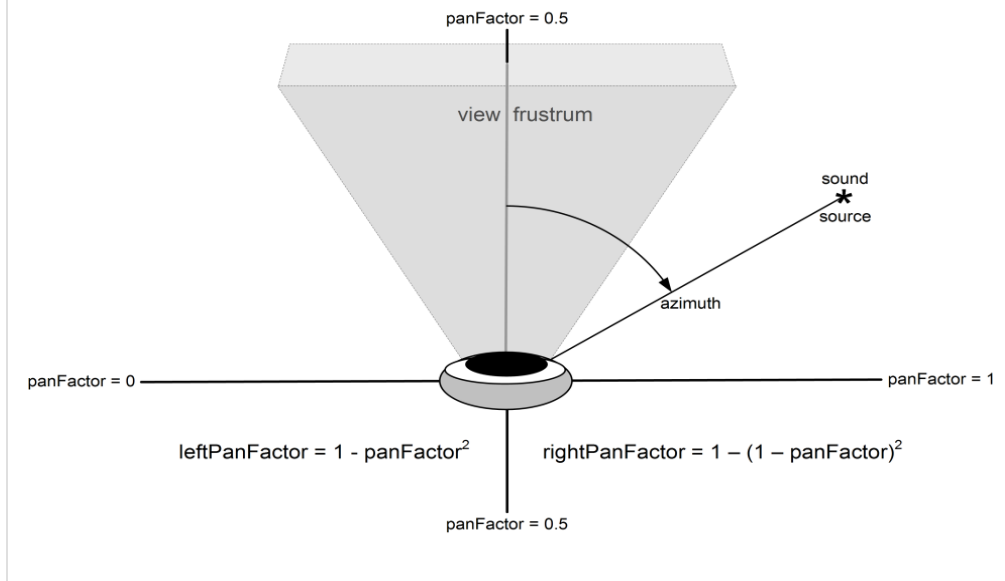 panFactor = 0.5
view frustrum
sound
*
source
azimuth
panFactor = 0
panFactor = 1
leftPanFactor = 1 - panFactor²
rightPanFactor = 1 – (1 – panFactor)²
panFactor = 0.5